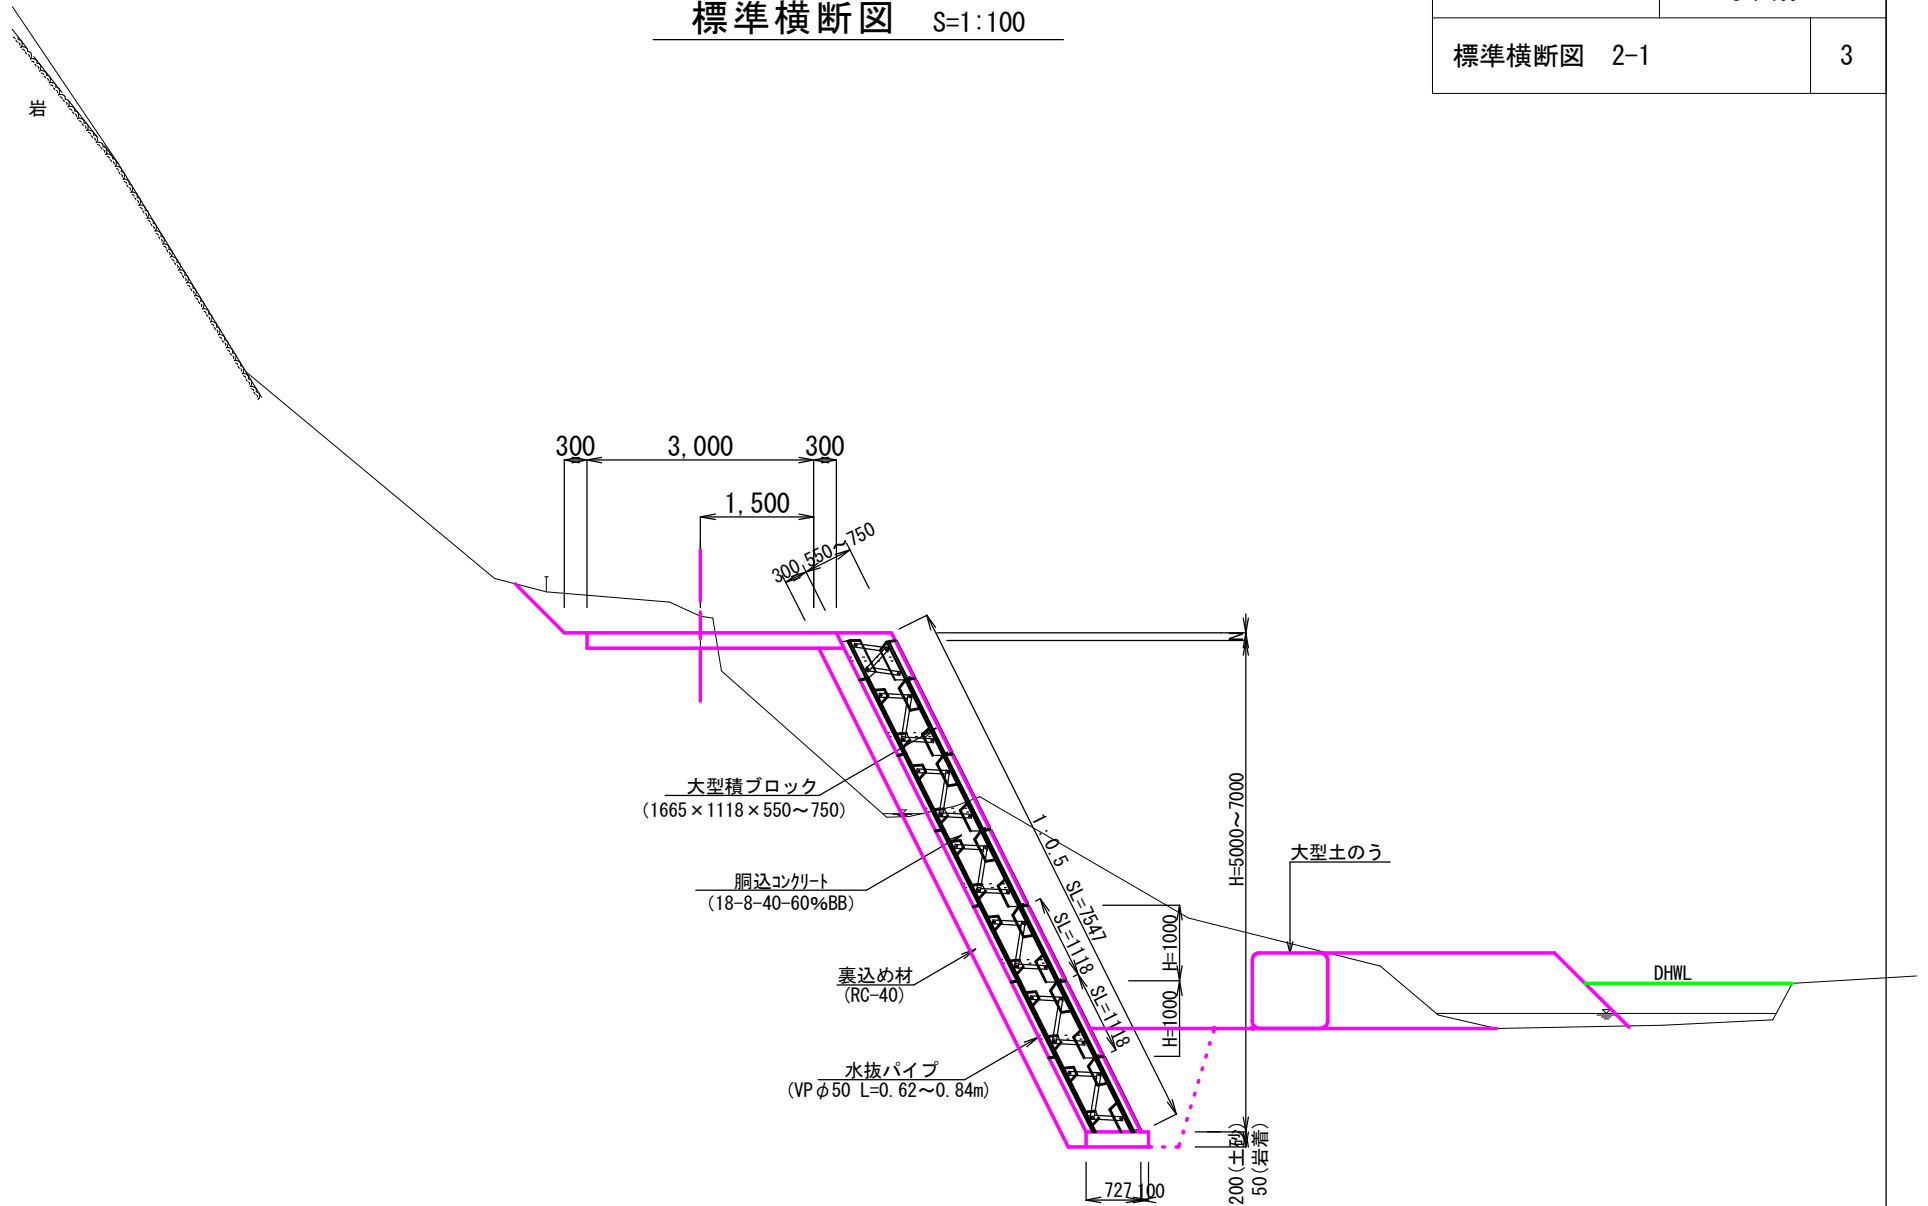 標準横断図 S=1:100
標準横断図 2-1
3
岩
300
3,000
300
1,500
300
550~750
N
大型積ブロック
(1665×1118×550~750)
胴込コンクリート
(18-8-40-60%BB)
裏込め材
(RC-40)
水抜パイプ
(VPφ50 L=0.62~0.84m)
1:0.5 SL=7547
SL=1118
SL=1118
H=1000
H=1000
H=5000~7000
大型土のう
DHWL
727
100
200(土砂)
50(岩着)